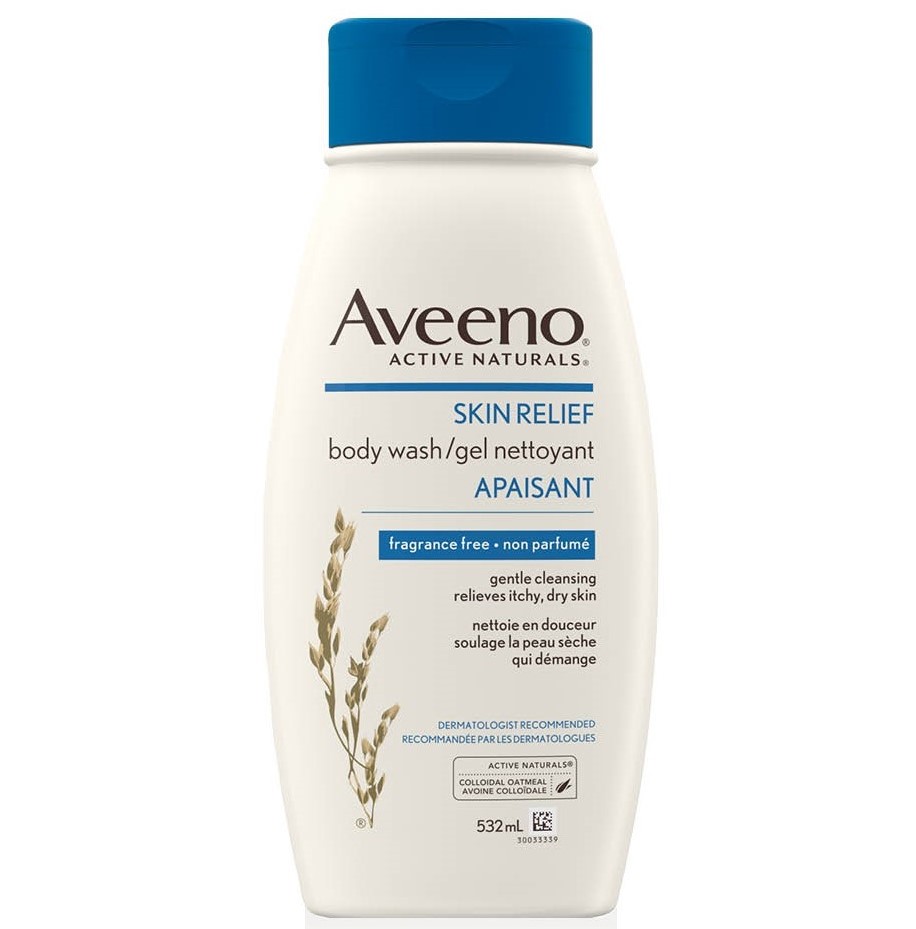 Aveeno®
ACTIVE NATURALS®
SKIN RELIEF
body wash/gel nettoyant
APAISANT
fragrance free • non parfumé
gentle cleansing
relieves itchy, dry skin
nettoie en douceur
soulage la peau sèche
qui démange
DERMATOLOGIST RECOMMENDED
RECOMMANDÉE PAR LES DERMATOLOGUES
ACTIVE NATURALS®
COLLOIDAL OATMEAL
AVOINE COLLOÏDALE
®
532 mL
30033339